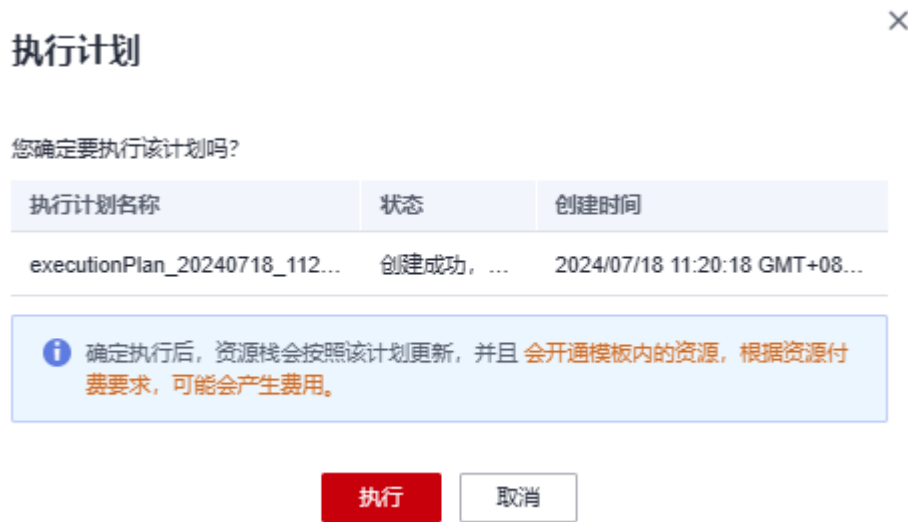 执行计划
您确定要执行该计划吗?
执行计划名称 状态 创建时间
executionPlan_20240718_112... 创建成功，... 2024/07/18 11:20:18 GMT+08...
确定执行后，资源栈会按照该计划更新，并且 会开通模板内的资源，根据资源付
费要求，可能会产生费用。
执行 取消